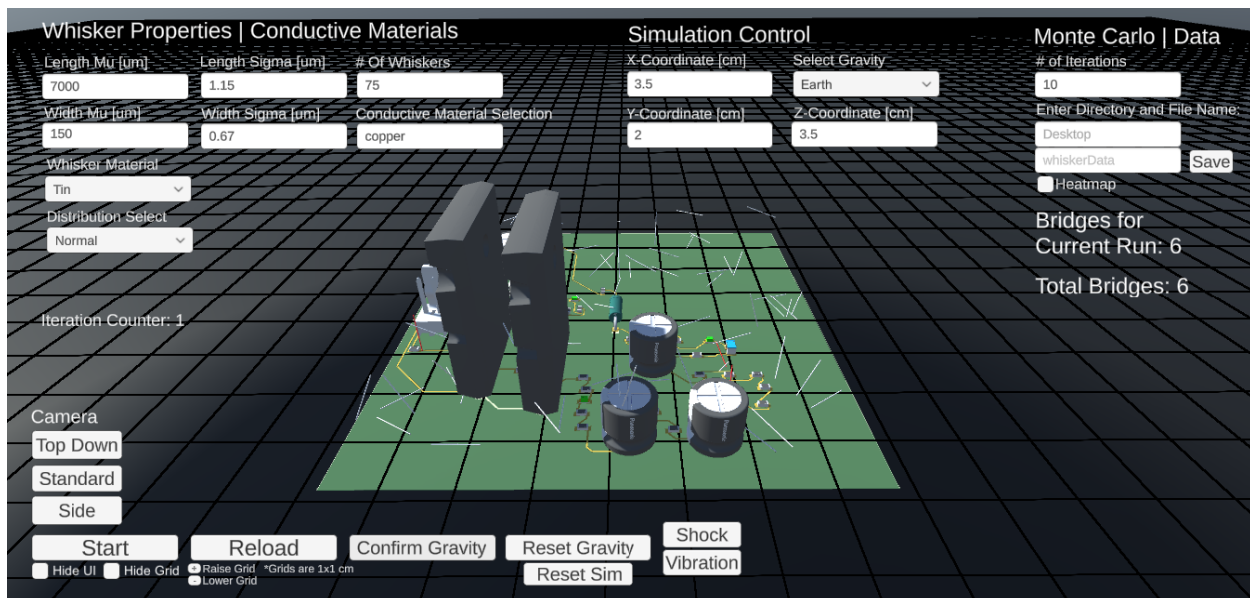 Whisker Properties | Conductive Materials
Length Mu [um]
Length Sigma [um]
# Of Whiskers
7000
1.15
75
Width Mu [um]
Width Sigma [um]
Conductive Material Selection
150
0.67
copper
Whisker Material
Tin
Distribution Select
Normal
Iteration Counter: 1
Simulation Control
X-Coordinate [cm]
Select Gravity
3.5
Earth
Y-Coordinate [cm]
Z-Coordinate [cm]
2
3.5
Monte Carlo | Data
# of Iterations
10
Enter Directory and File Name:
Desktop
whiskerData
Save
Heatmap
Bridges for
Current Run: 6
Total Bridges: 6
Panasonic
Panasonic
Panasonic
Camera
Top Down
Standard
Side
Start
Reload
Confirm Gravity
Reset Gravity
Shock
Hide UI
Hide Grid
+ Raise Grid *Grids are 1x1 cm
- Lower Grid
Reset Sim
Vibration